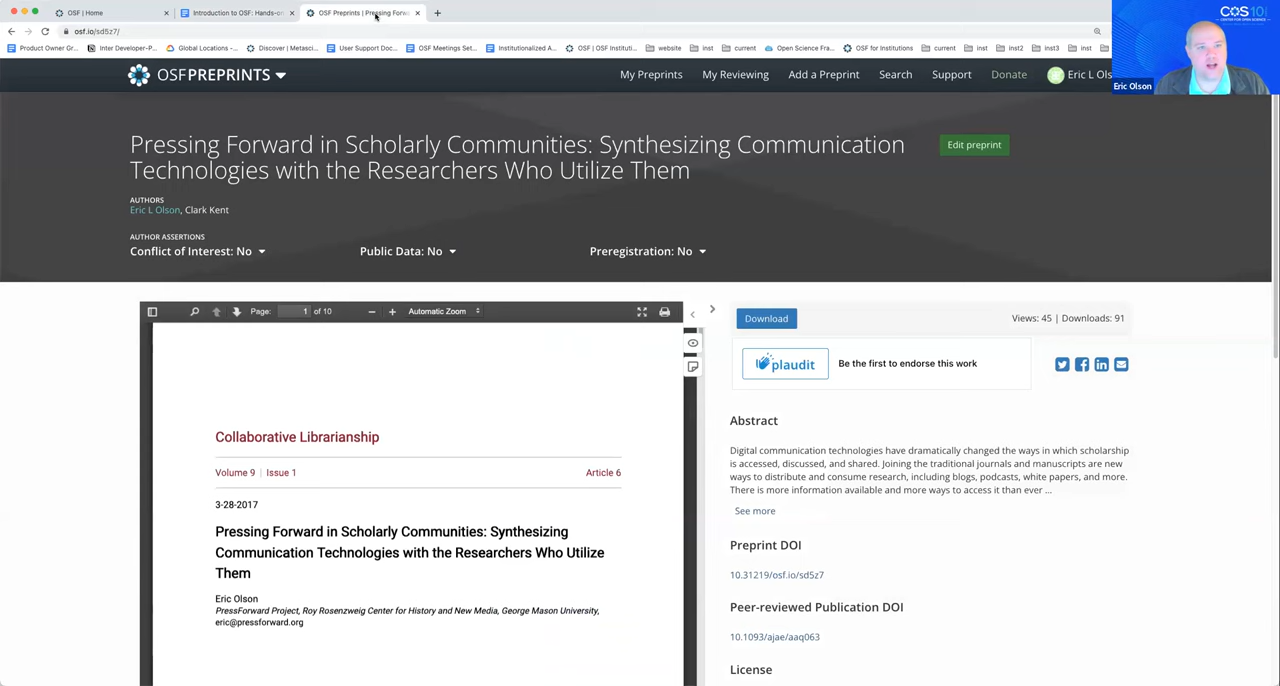 OSF | Home
Introduction to OSF: Hands-on
OSF Preprints | Pressing Forw
osf.io/sd5z7/
Product Owner Gr...
Inter Developer-P...
Global Locations -...
Discover | Metasci...
User Support Doc...
OSF Meetings Set...
Institutionalized A...
OSF | OSF Instituti...
website
inst
current
Open Science Fra...
OSF for Institutions
current
inst
inst2
inst3
inst
COS10
CENTER FOR OPEN SCIENCE
Eric Olson
OSFPREPRINTS
My Preprints
My Reviewing
Add a Preprint
Search
Support
Donate
Eric L Ols
Pressing Forward in Scholarly Communities: Synthesizing Communication
Technologies with the Researchers Who Utilize Them
Edit preprint
AUTHORS
Eric L Olson, Clark Kent
AUTHOR ASSERTIONS
Conflict of Interest: No
Public Data: No
Preregistration: No
Page: 1 of 10
Automatic Zoom
Collaborative Librarianship
Volume 9 | Issue 1
Article 6
3-28-2017
Pressing Forward in Scholarly Communities: Synthesizing
Communication Technologies with the Researchers Who Utilize
Them
Eric Olson
PressForward Project, Roy Rosenzweig Center for History and New Media, George Mason University,
eric@pressforward.org
Download
Views: 45 | Downloads: 91
plaudit
Be the first to endorse this work
Abstract
Digital communication technologies have dramatically changed the ways in which scholarship
is accessed, discussed, and shared. Joining the traditional journals and manuscripts are new
ways to distribute and consume research, including blogs, podcasts, white papers, and more.
There is more information available and more ways to access it than ever ...
See more
Preprint DOI
10.31219/osf.io/sd5z7
Peer-reviewed Publication DOI
10.1093/ajae/aaq063
License